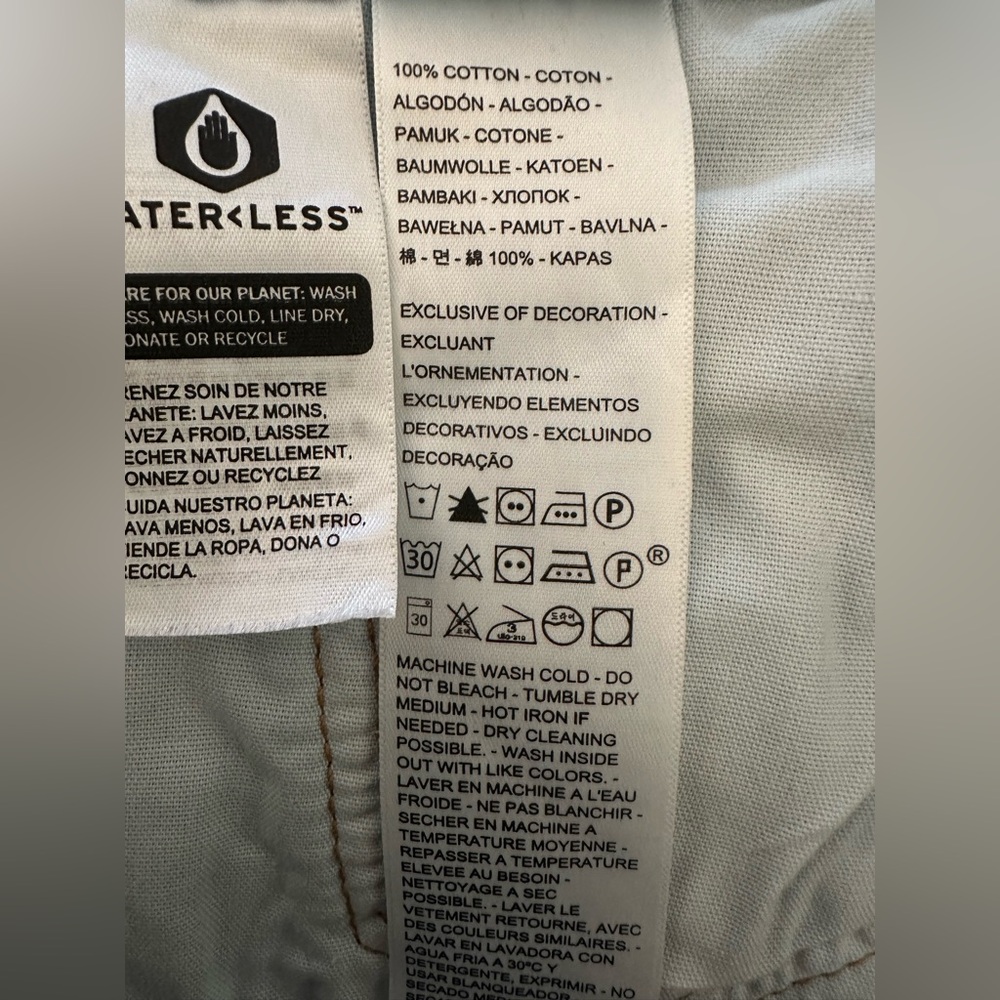 ATER<LESS™
RE FOR OUR PLANET: WASH
SS, WASH COLD, LINE DRY,
ONATE OR RECYCLE
RENEZ SOIN DE NOTRE
ANETE: LAVEZ MOINS,
AVEZ A FROID, LAISSEZ
ECHER NATURELLEMENT,
ONNEZ OU RECYCLEZ
UIDA NUESTRO PLANETA:
AVA MENOS, LAVA EN FRIO,
IENDE LA ROPA, DONA O
ECICLA.
100% COTTON - COTON -
ALGODÓN - ALGODÃO -
PAMUK - COTONE -
BAUMWOLLE - KATOEN -
BAMBAKI - ХЛОПОК -
BAWEŁNA - PAMUT - BAVLNA -
棉 - 면 - 綿 100% - KAPAS
EXCLUSIVE OF DECORATION -
EXCLUANT
L'ORNEMENTATION -
EXCLUYENDO ELEMENTOS
DECORATIVOS - EXCLUINDO
DECORAÇÃO
P
30 P ®
30 3
MACHINE WASH COLD - DO
NOT BLEACH - TUMBLE DRY
MEDIUM - HOT IRON IF
NEEDED - DRY CLEANING
POSSIBLE. - WASH INSIDE
OUT WITH LIKE COLORS. -
LAVER EN MACHINE A L'EAU
FROIDE - NE PAS BLANCHIR -
SECHER EN MACHINE A
TEMPERATURE MOYENNE -
REPASSER A TEMPERATURE
ELEVEE AU BESOIN -
NETTOYAGE A SEC
POSSIBLE. - LAVER LE
VETEMENT RETOURNE, AVEC
DES COULEURS SIMILAIRES. -
LAVAR EN LAVADORA CON
AGUA FRIA A 30ºC Y
DETERGENTE, EXPRIMIR - NO
USAR BLANQUEADOR